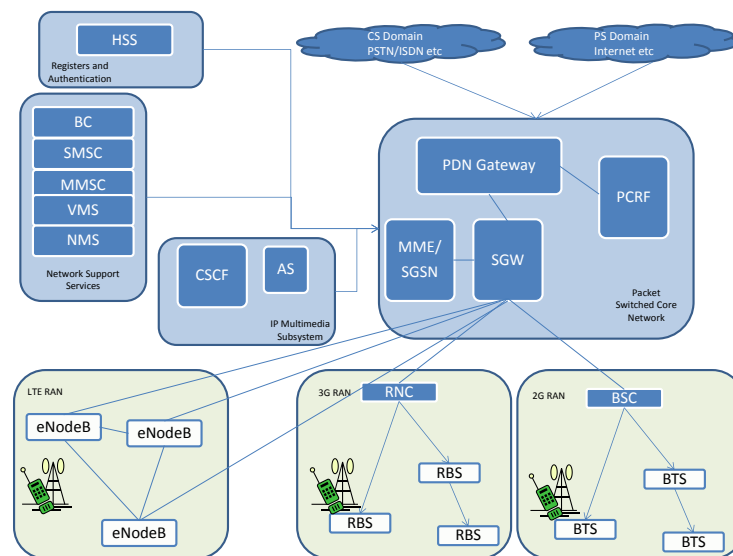 HSS
Registers and
Authentication
CS Domain
PSTN/ISDN etc
PS Domain
Internet etc
BC
SMSC
MMSC
VMS
NMS
Network Support
Services
CSCF
AS
IP Multimedia
Subsystem
PDN Gateway
PCRF
MME/
SGSN
SGW
Packet
Switched Core
Network
LTE RAN
eNodeB
eNodeB
eNodeB
3G RAN
RNC
RBS
RBS
RBS
2G RAN
BSC
BTS
BTS
BTS